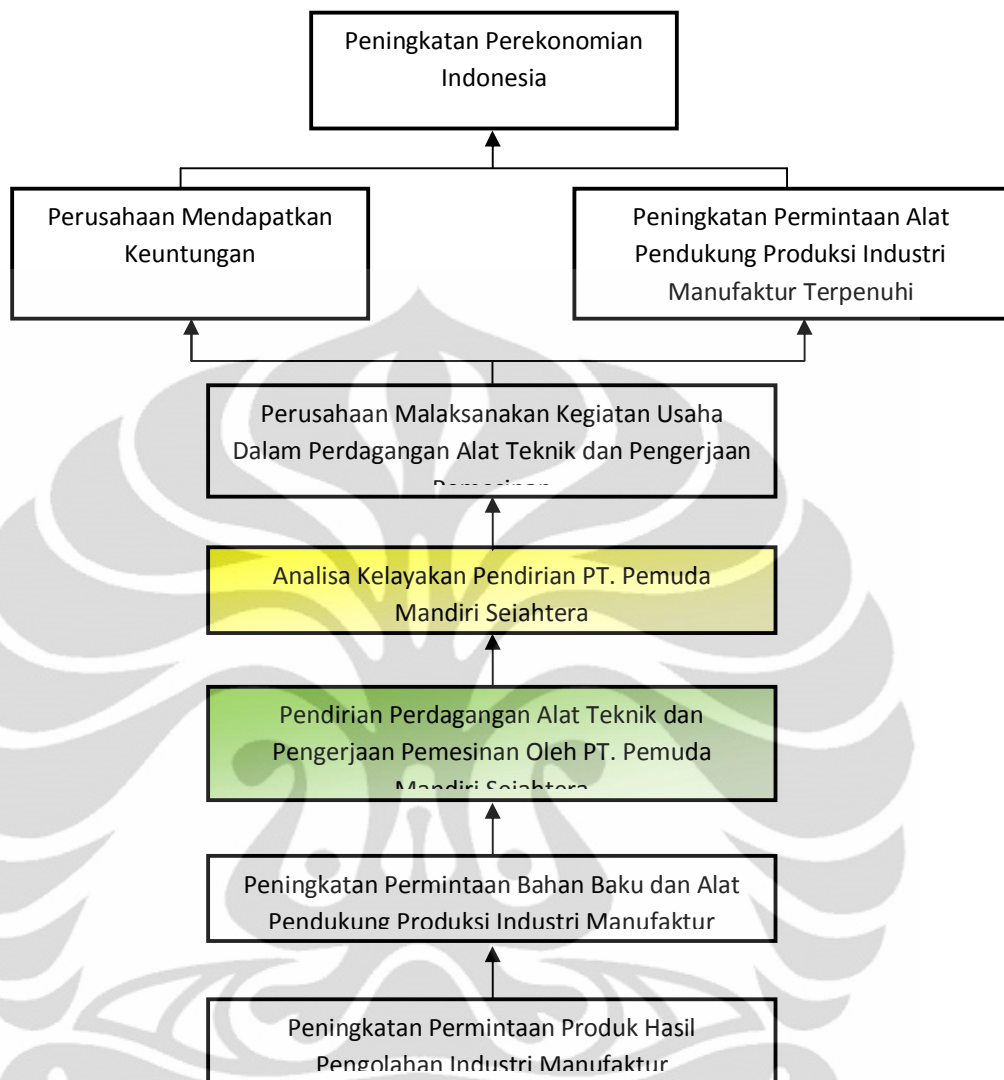 Peningkatan Perekonomian
Indonesia
Perusahaan Mendapatkan
Keuntungan
Peningkatan Permintaan Alat
Pendukung Produksi Industri
Manufaktur Terpenuhi
Perusahaan Malaksanakan Kegiatan Usaha
Dalam Perdagangan Alat Teknik dan Pengerjaan
Pemesinan
Analisa Kelayakan Pendirian PT. Pemuda
Mandiri Sejahtera
Pendirian Perdagangan Alat Teknik dan
Pengerjaan Pemesinan Oleh PT. Pemuda
Mandiri Sejahtera
Peningkatan Permintaan Bahan Baku dan Alat
Pendukung Produksi Industri Manufaktur
Peningkatan Permintaan Produk Hasil
Pengolahan Industri Manufaktur